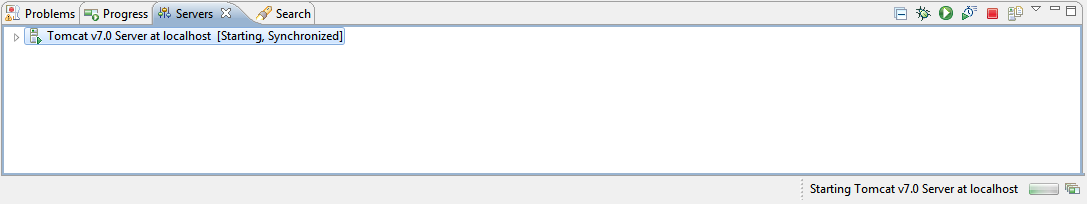 Problems Progress Servers Search
Tomcat v7.0 Server at localhost [Starting, Synchronized]
Starting Tomcat v7.0 Server at localhost